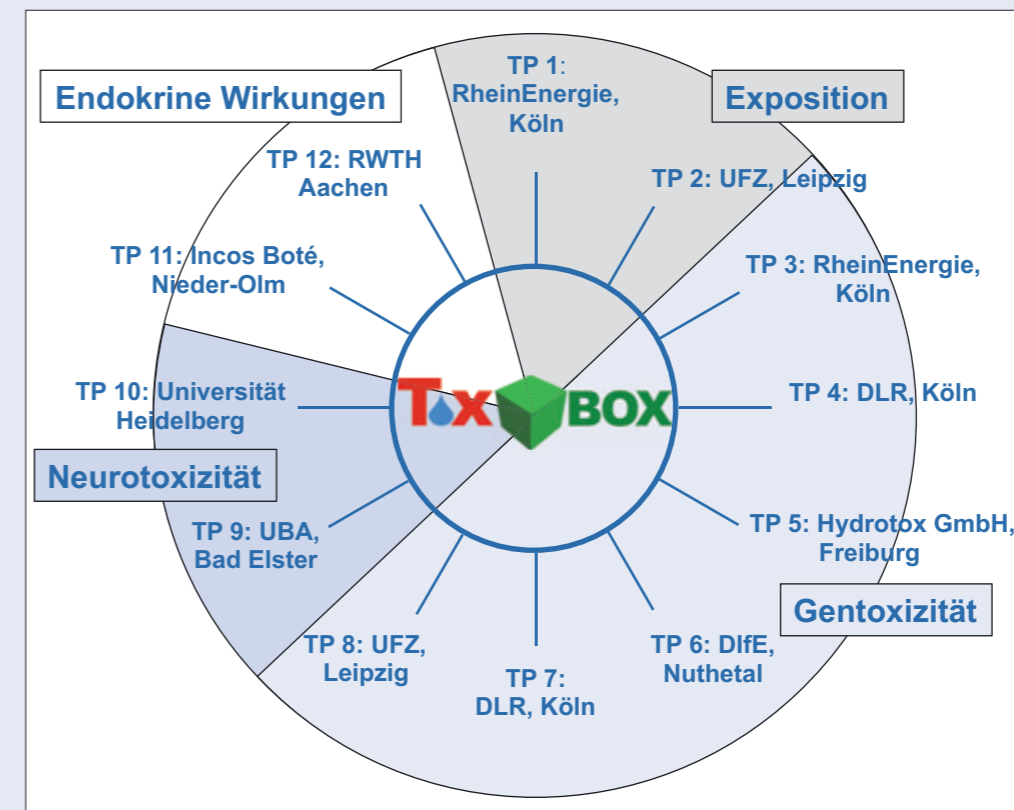 Endokrine Wirkungen
Exposition
TP 1:
RheinEnergie,
Köln
TP 2: UFZ, Leipzig
TP 3: RheinEnergie,
Köln
TP 4: DLR, Köln
TP 5: Hydrotox GmbH,
Freiburg
Gentoxizität
TP 6: DIfE,
Nuthetal
TP 7:
DLR, Köln
TP 8: UFZ,
Leipzig
TP 9: UBA,
Bad Elster
Neurotoxizität
TP 10: Universität
Heidelberg
TP 11: Incos Boté,
Nieder-Olm
TP 12: RWTH
Aachen
Tox BOX